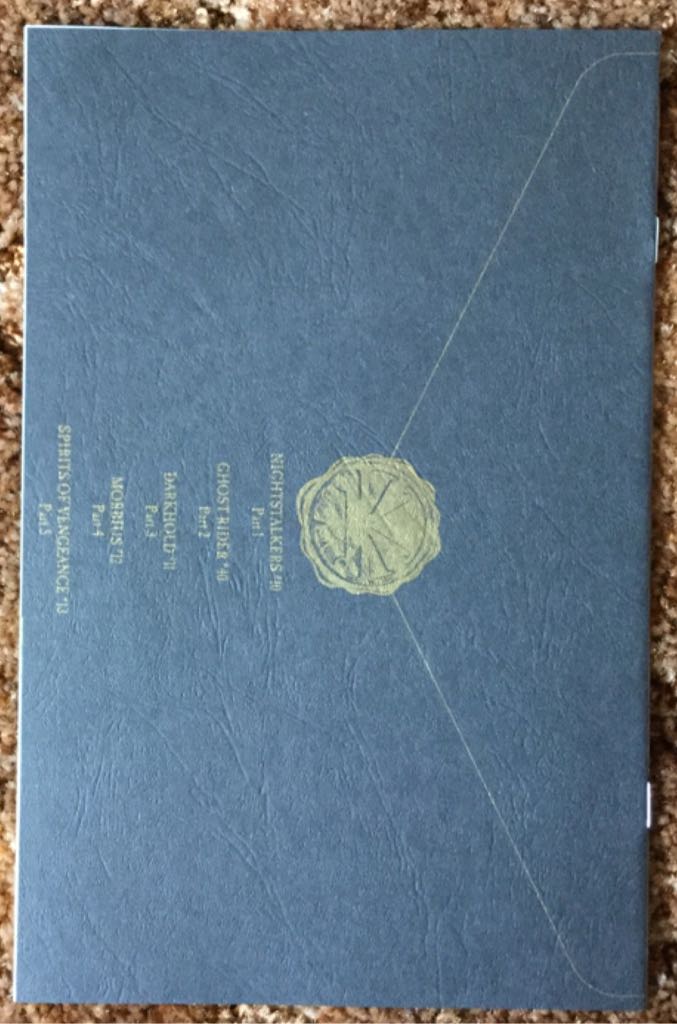 NIGHTSTALKERS #10
Part 1
GHOST RIDER #40
Part 2
DARKHOLD #11
Part 3
MORBIUS #12
Part 4
SPIRITS OF VENGEANCE #13
Part 5